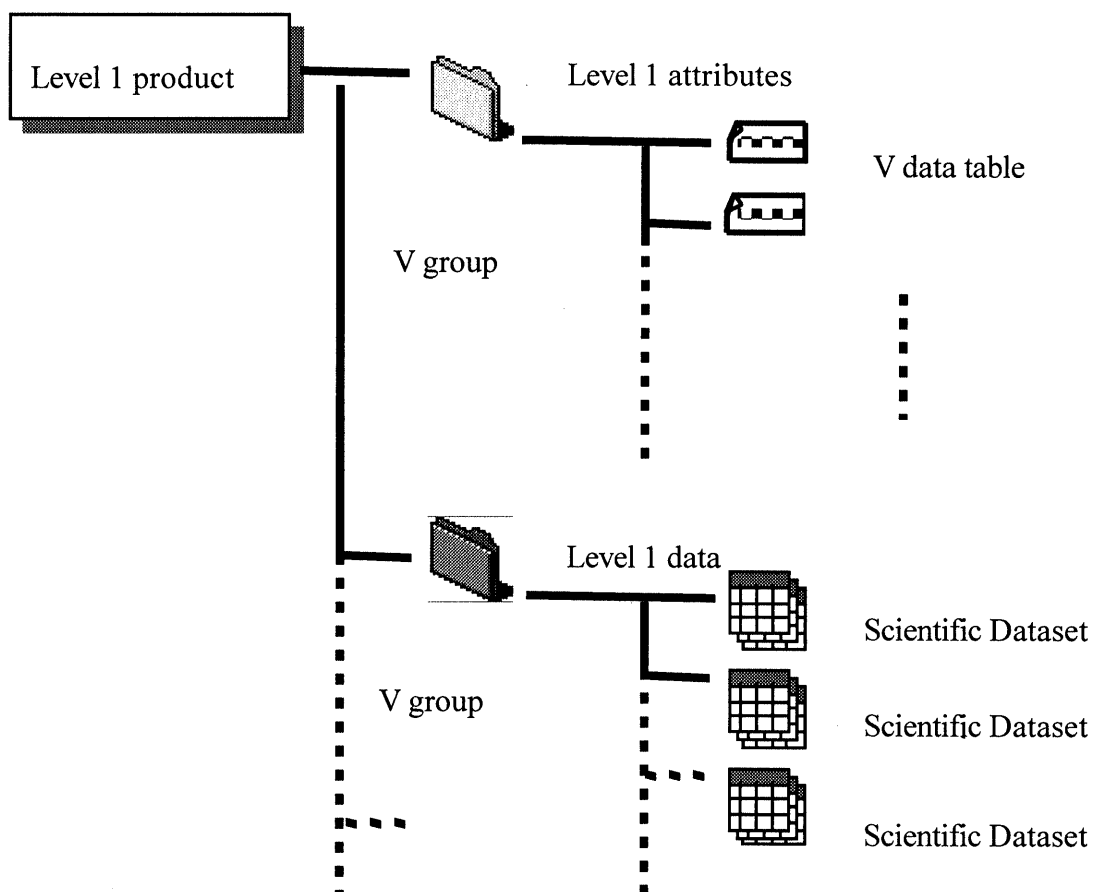 Level 1 product
Level 1 attributes
V data table
V group
Level 1 data
Scientific Dataset
V group
Scientific Dataset
Scientific Dataset